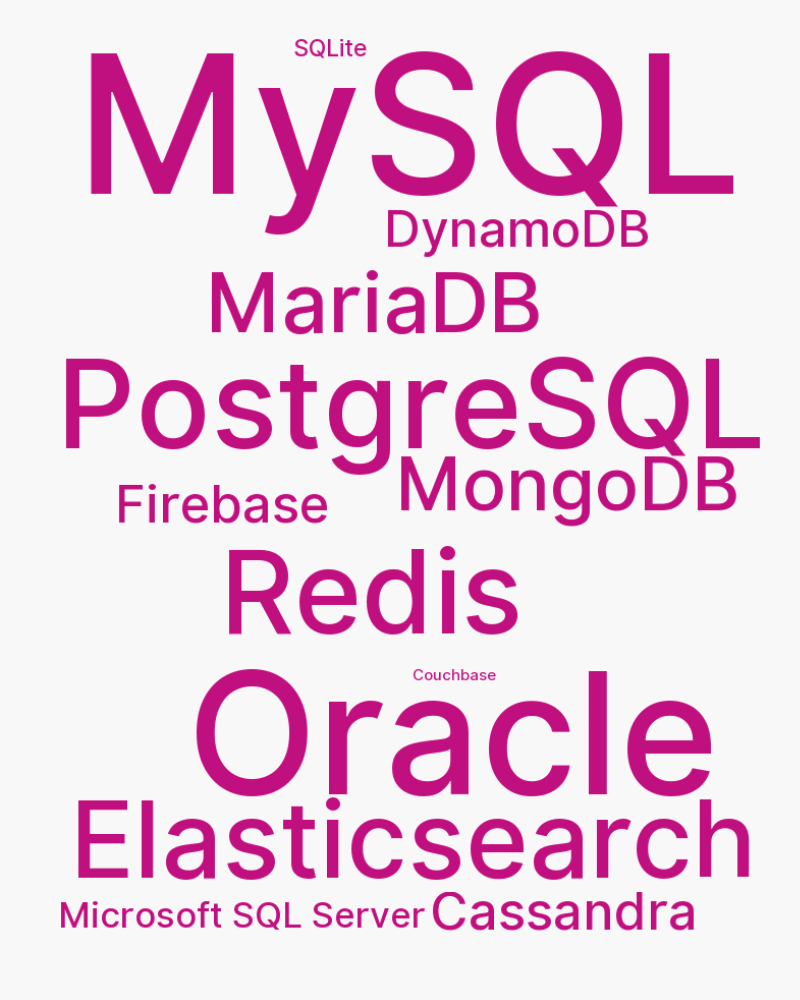 SQLite
MySQL
DynamoDB
MariaDB
PostgreSQL
MongoDB
Firebase
Redis
Couchbase
Oracle
Elasticsearch
Microsoft SQL Server
Cassandra